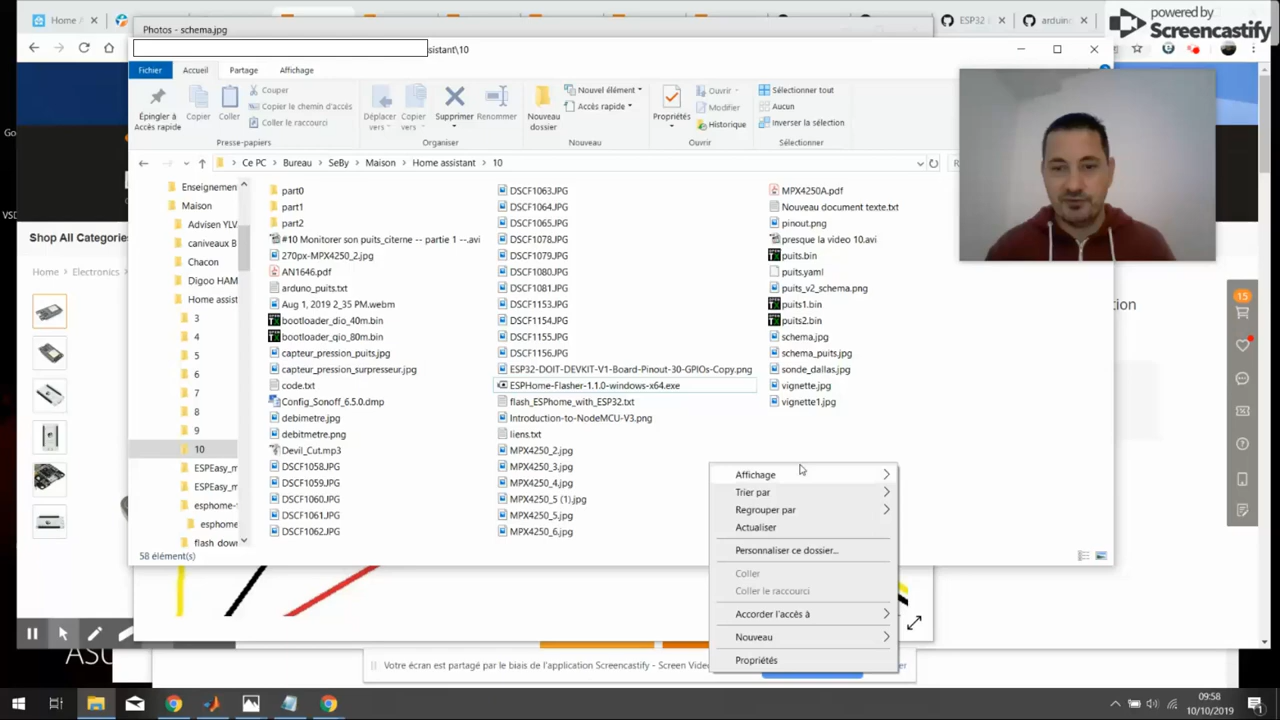 Home /
ESP32
arduin
powered by
Screencastify
Photos - schema.jpg
sistant\10
Fichier
Accueil
Partage
Affichage
Épingler à
Accès rapide
Copier
Coller
Couper
Copier le chemin d'accès
Coller le raccourci
Presse-papiers
Déplacer
vers
Copier
vers
Supprimer
Renommer
Organiser
Nouveau
dossier
Nouvel élément
Accès rapide
Nouveau
Propriétés
Ouvrir
Modifier
Historique
Ouvrir
Sélectionner tout
Aucun
Inverser la sélection
Sélectionner
Ce PC
Bureau
SeBy
Maison
Home assistant
10
Enseignemen
Maison
Advisen YLV
caniveaux B
Chacon
Digoo HAM
Home assist
3
4
5
6
7
8
9
10
ESPEasy_m
ESPEasy_m
esphome-f
esphome
flash down
part0
part1
part2
#10 Monitorer son puits_citerne -- partie 1 --.avi
270px-MPX4250_2.jpg
AN1646.pdf
arduno_puits.txt
Aug 1, 2019 2_35 PM.webm
bootloader_dio_40m.bin
bootloader_qio_80m.bin
capteur_pression_puits.jpg
capteur_pression_surpresseur.jpg
code.txt
Config_Sonoff_6.5.0.dmp
debimetre.jpg
debitmetre.png
Devil_Cut.mp3
DSCF1058.JPG
DSCF1059.JPG
DSCF1060.JPG
DSCF1061.JPG
DSCF1062.JPG
DSCF1063.JPG
DSCF1064.JPG
DSCF1065.JPG
DSCF1078.JPG
DSCF1079.JPG
DSCF1080.JPG
DSCF1081.JPG
DSCF1153.JPG
DSCF1154.JPG
DSCF1155.JPG
DSCF1156.JPG
ESP32-DOIT-DEVKIT-V1-Board-Pinout-30-GPIOs-Copy.png
ESPHome-Flasher-1.1.0-windows-x64.exe
flash_ESPhome_with_ESP32.txt
Introduction-to-NodeMCU-V3.png
liens.txt
MPX4250_2.jpg
MPX4250_3.jpg
MPX4250_4.jpg
MPX4250_5 (1).jpg
MPX4250_5.jpg
MPX4250_6.jpg
MPX4250A.pdf
Nouveau document texte.txt
pinout.png
presque la video 10.avi
puits.bin
puits.yaml
puits_v2_schema.png
puits1.bin
puits2.bin
schema.jpg
schema_puits.jpg
sonde_dallas.jpg
vignette.jpg
vignette1.jpg
58 élément(s)
Affichage
Trier par
Regrouper par
Actualiser
Personnaliser ce dossier...
Coller
Coller le raccourci
Accorder l'accès à
Nouveau
Propriétés
Go
VSD
Shop All Categorie
Home
Electronics
tion
15
ASU
Votre écran est partagé par le biais de l'application Screencastify - Screen Vide
er
09:58
10/10/2019
1